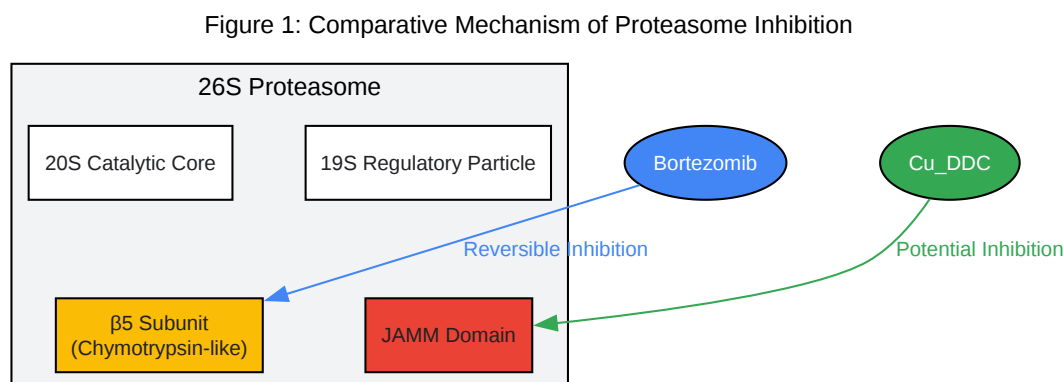 Figure 1: Comparative Mechanism of Proteasome Inhibition
26S Proteasome
20S Catalytic Core
19S Regulatory Particle
Bortezomib
Cu_DDC
Reversible Inhibition
Potential Inhibition
β5 Subunit
(Chymotrypsin-like)
JAMM Domain